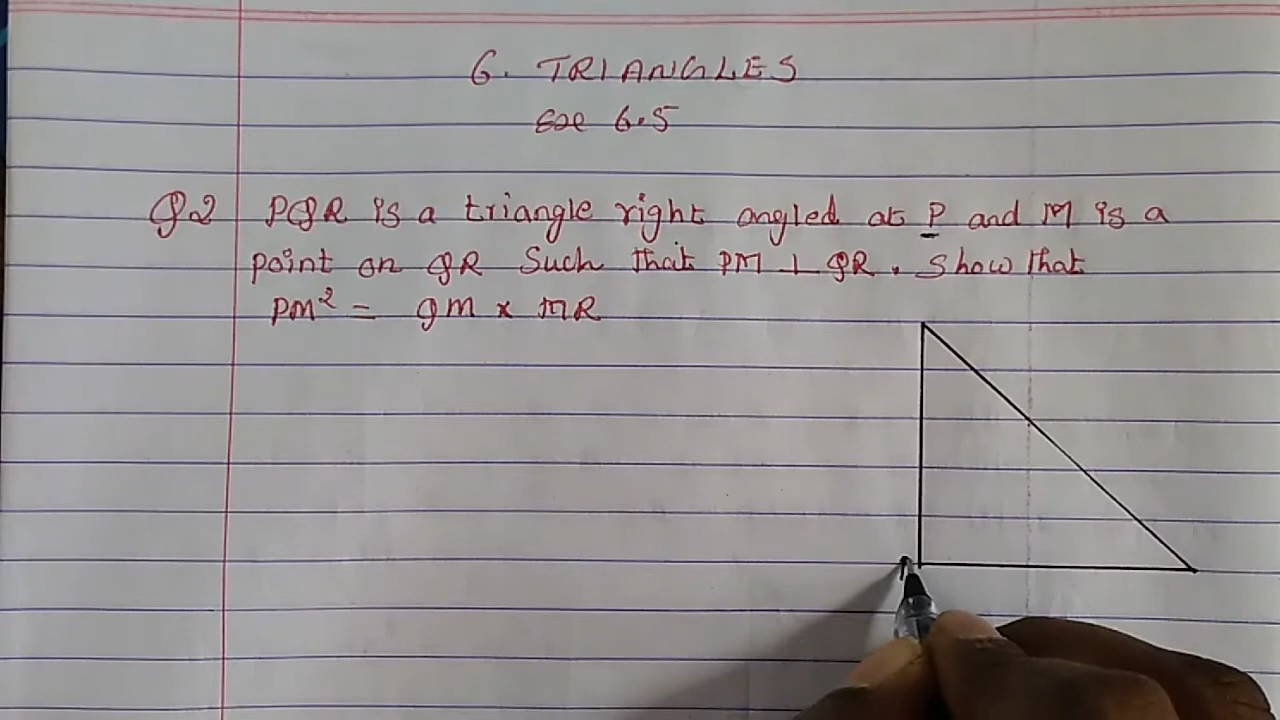 6. TRIANGLES
Exe 6.5
Q2 PQR is a triangle right angled at P and M is a
point on QR Such that PM ⊥ QR. Show that
PM² = QM × MR